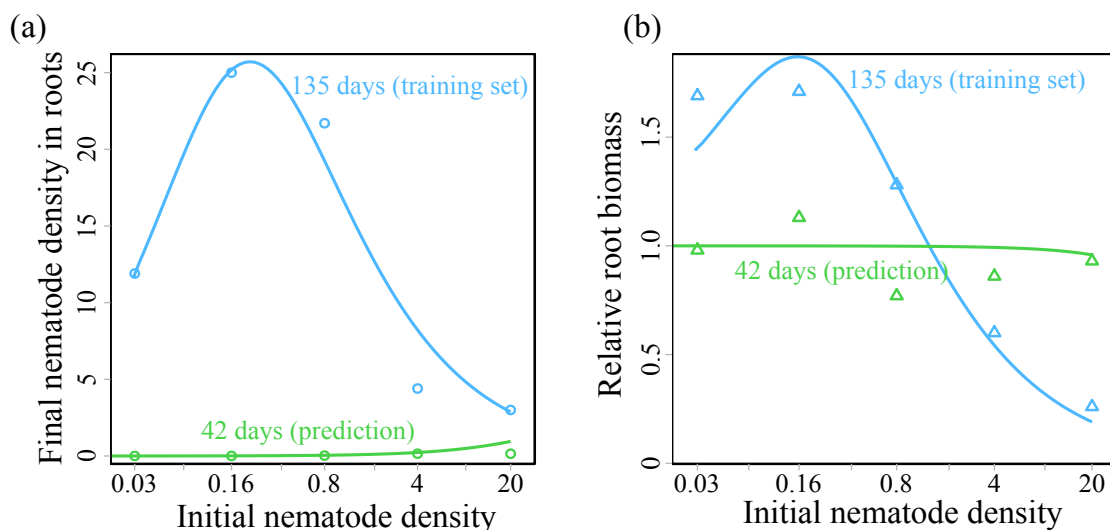 (a)
Final nematode density in roots
25
20
15
10
5
0
135 days (training set)
42 days (prediction)
0.03 0.16 0.8 4 20
Initial nematode density
(b)
Relative root biomass
1.5
1.0
0.5
0
135 days (training set)
42 days (prediction)
0.03 0.16 0.8 4 20
Initial nematode density